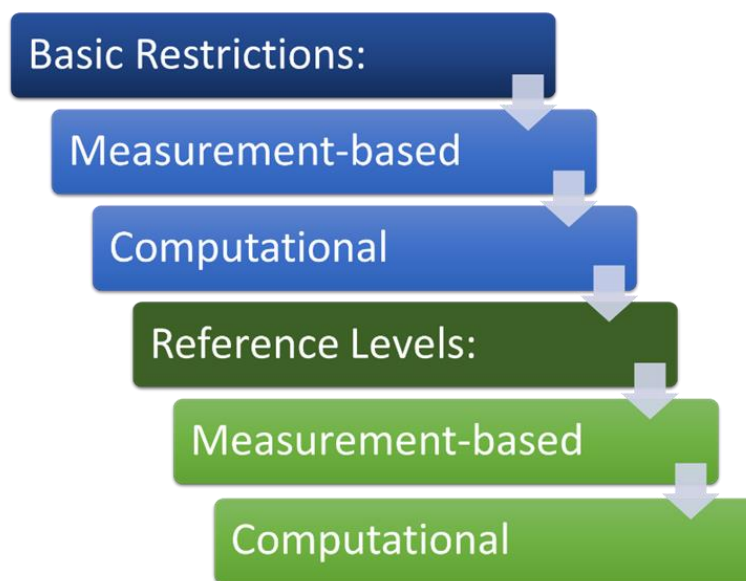 Basic Restrictions:
Measurement-based
Computational
Reference Levels:
Measurement-based
Computational